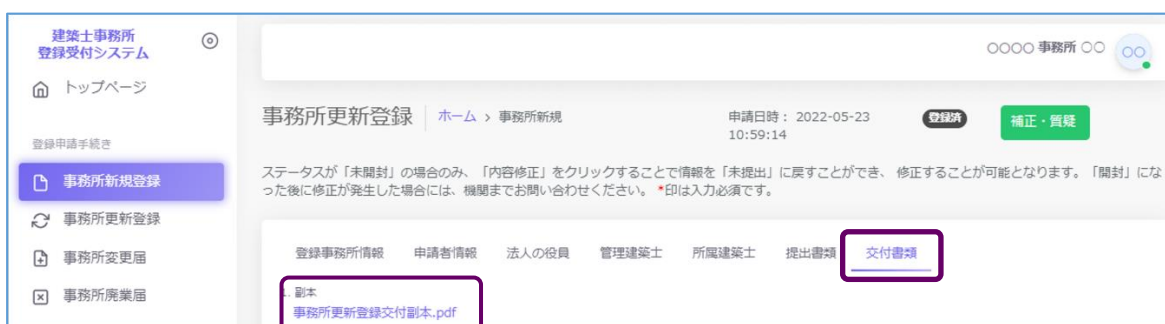 建築士事務所
登録受付システム
トップページ
登録申請手続き
事務所新規登録
事務所更新登録
事務所変更届
事務所廃業届
〇〇〇〇 事務所 〇〇
〇〇
事務所更新登録 ホーム › 事務所新規
申請日時： 2022-05-23
10:59:14
登録済
補正・質疑
ステータスが「未開封」の場合のみ、「内容修正」をクリックすることで情報を「未提出」に戻すことができ、 修正することが可能となります。「開封」にな
った後に修正が発生した場合には、機関までお問い合わせください。 *印は入力必須です。
登録事務所情報 申請者情報 法人の役員 管理建築士 所属建築士 提出書類 交付書類
. 副本
事務所更新登録交付副本.pdf